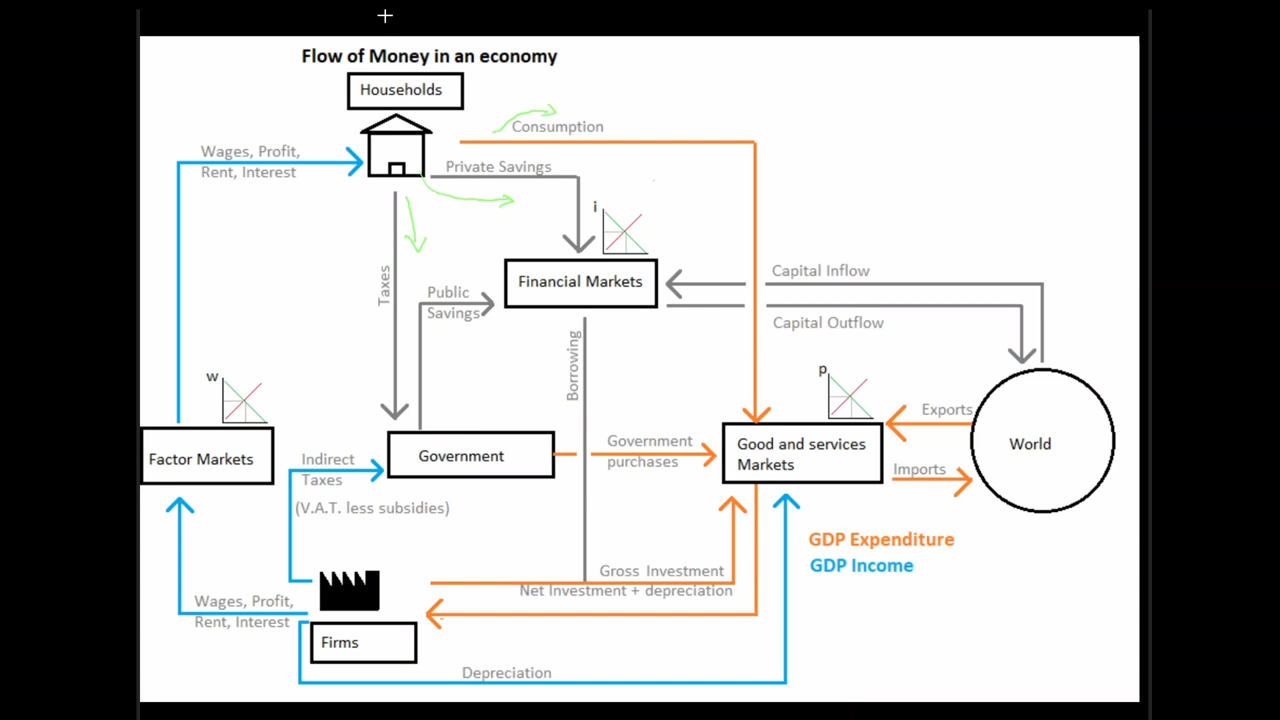 Flow of Money in an economy
Households
Consumption
Wages, Profit,
Rent, Interest
Private Savings
i
Financial Markets
Capital Inflow
Capital Outflow
Taxes
Public
Savings
Borrowing
w
p
Factor Markets
Indirect
Taxes
(V.A.T. less subsidies)
Government
Government
purchases
Good and services
Markets
Exports
Imports
World
GDP Expenditure
GDP Income
Gross Investment
Net Investment + depreciation
Wages, Profit,
Rent, Interest
Firms
Depreciation